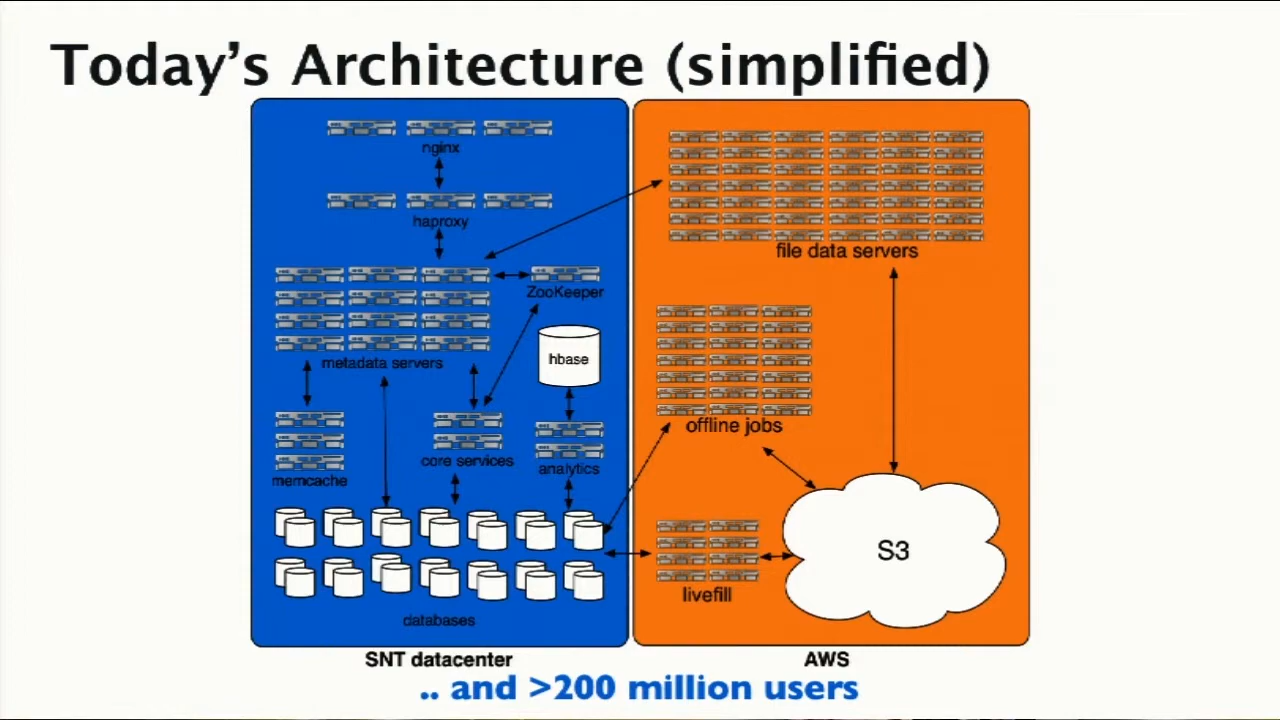 Today's Architecture (simplified)
nginx
haproxy
ZooKeeper
metadata servers
hbase
memcache
core services
analytics
databases
file data servers
offline jobs
livefill
S3
SNT datacenter
AWS
.. and >200 million users